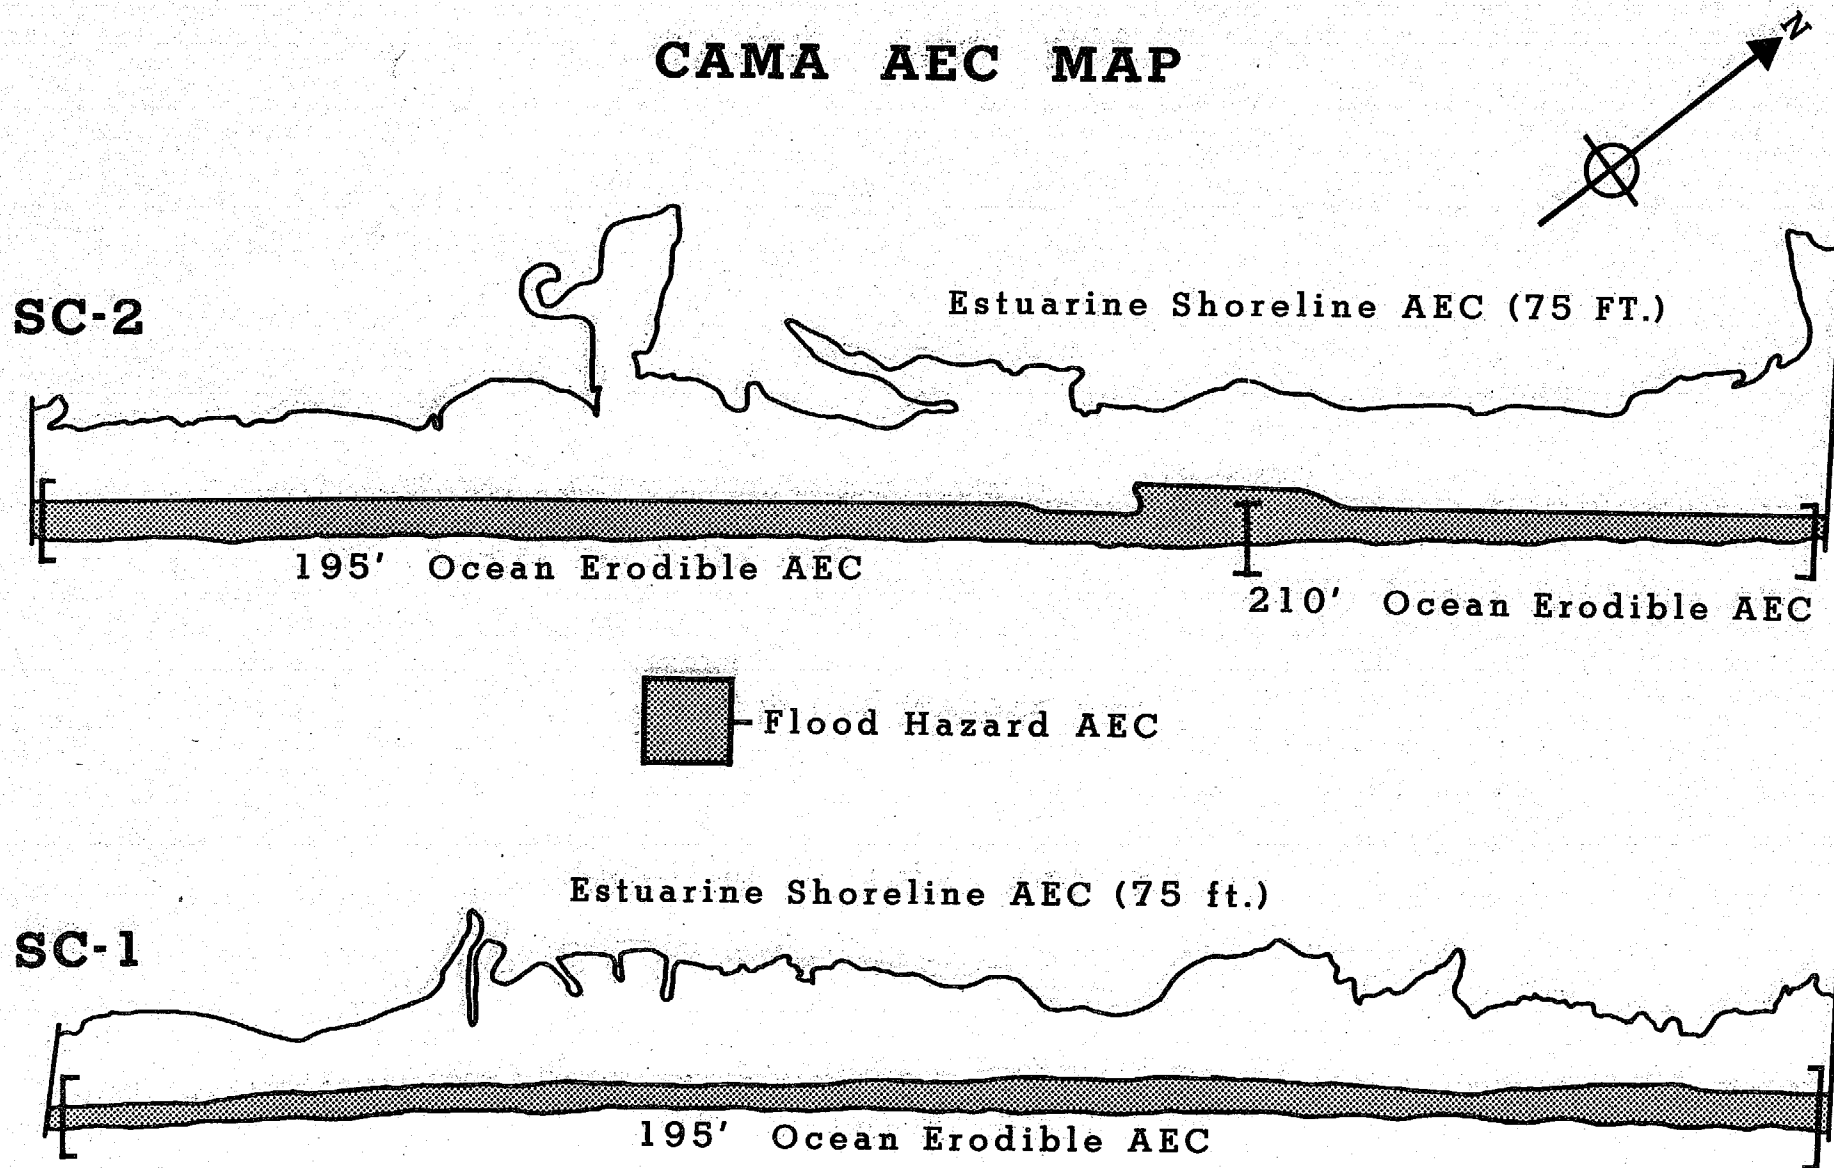 CAMA AEC MAP
N
SC-2
Estuarine Shoreline AEC (75 FT.)
195' Ocean Erodible AEC
210' Ocean Erodible AEC
Flood Hazard AEC
Estuarine Shoreline AEC (75 ft.)
SC-1
195' Ocean Erodible AEC